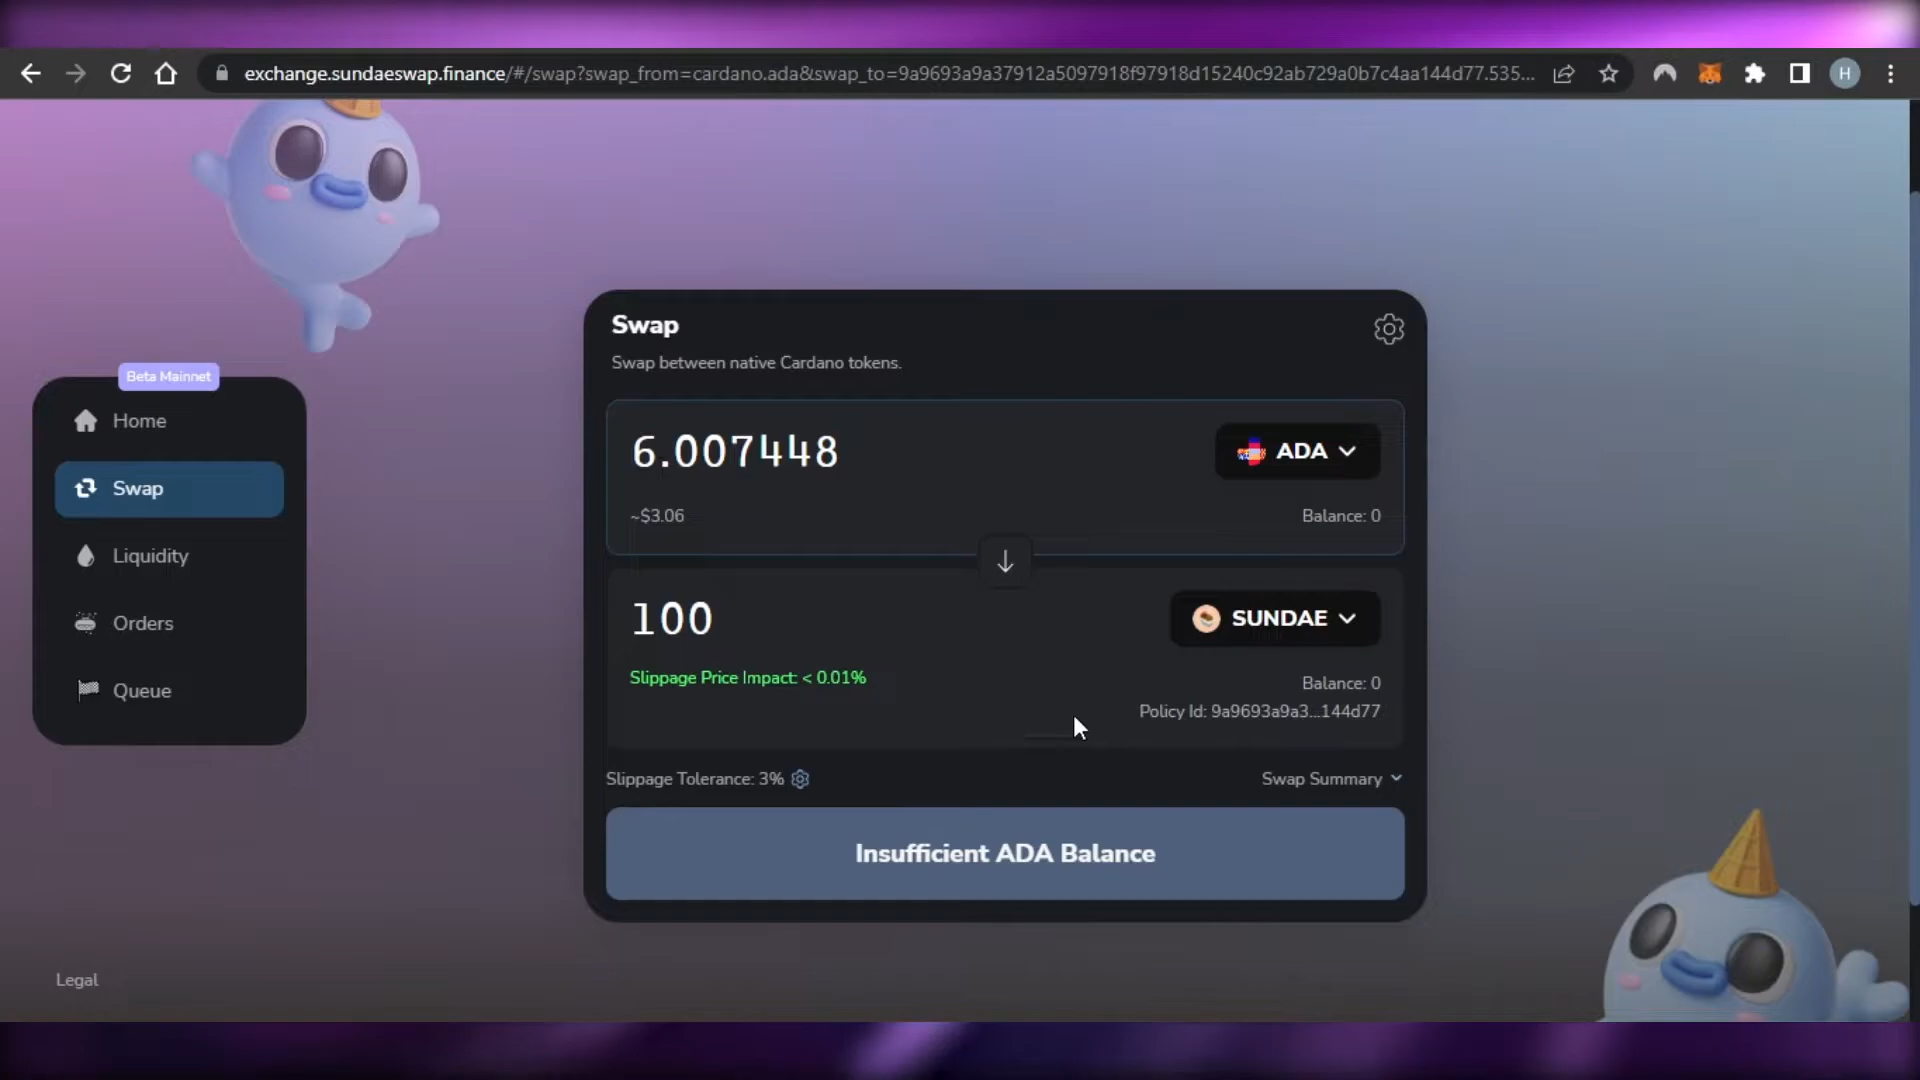 exchange.sundaeswap.finance/#/swap?swap_from=cardano.ada&swap_to=9a9693a9a37912a5097918f97918d15240c92ab729a0b7c4aa144d77.535...
H
Beta Mainnet
Home
Swap
Liquidity
Orders
Queue
Legal
Swap
Swap between native Cardano tokens.
6.007448
ADA
~$3.06
Balance: 0
100
SUNDAE
Slippage Price Impact: < 0.01%
Balance: 0
Policy Id: 9a9693a9a3...144d77
Slippage Tolerance: 3%
Swap Summary
Insufficient ADA Balance